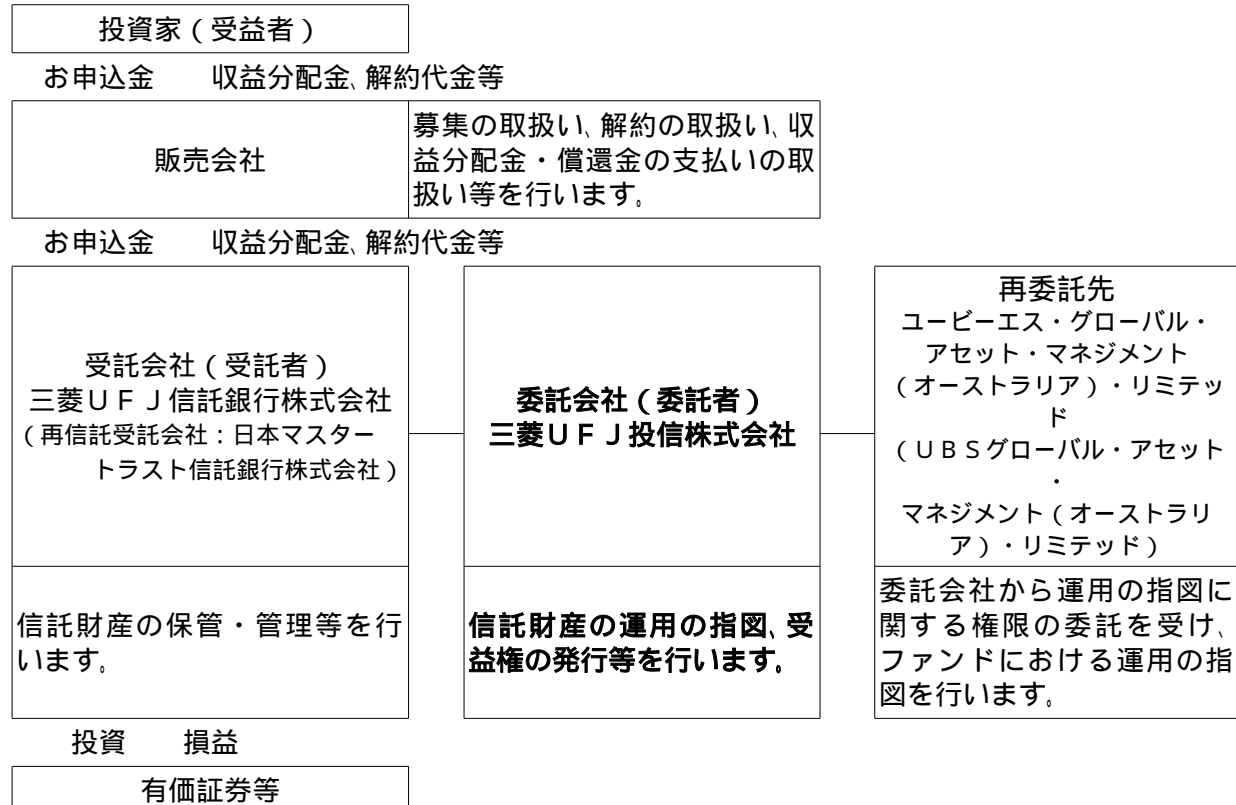 投資家（受益者）
お申込金　収益分配金、解約代金等
販売会社
募集の取扱い、解約の取扱い、収
益分配金・償還金の支払いの取
扱い等を行います。
お申込金　収益分配金、解約代金等
受託会社（受託者）
三菱ＵＦＪ信託銀行株式会社
（再信託受託会社：日本マスター
トラスト信託銀行株式会社）
委託会社（委託者）
三菱ＵＦＪ投信株式会社
再委託先
ユービーエス・グローバル・
アセット・マネジメント
（オーストラリア）・リミテッ
ド
（ＵＢＳグローバル・アセット
・
マネジメント（オーストラリ
ア）・リミテッド）
信託財産の保管・管理等を行
います。
信託財産の運用の指図、受
益権の発行等を行います。
委託会社から運用の指図に
関する権限の委託を受け、
ファンドにおける運用の指
図を行います。
投資　損益
有価証券等